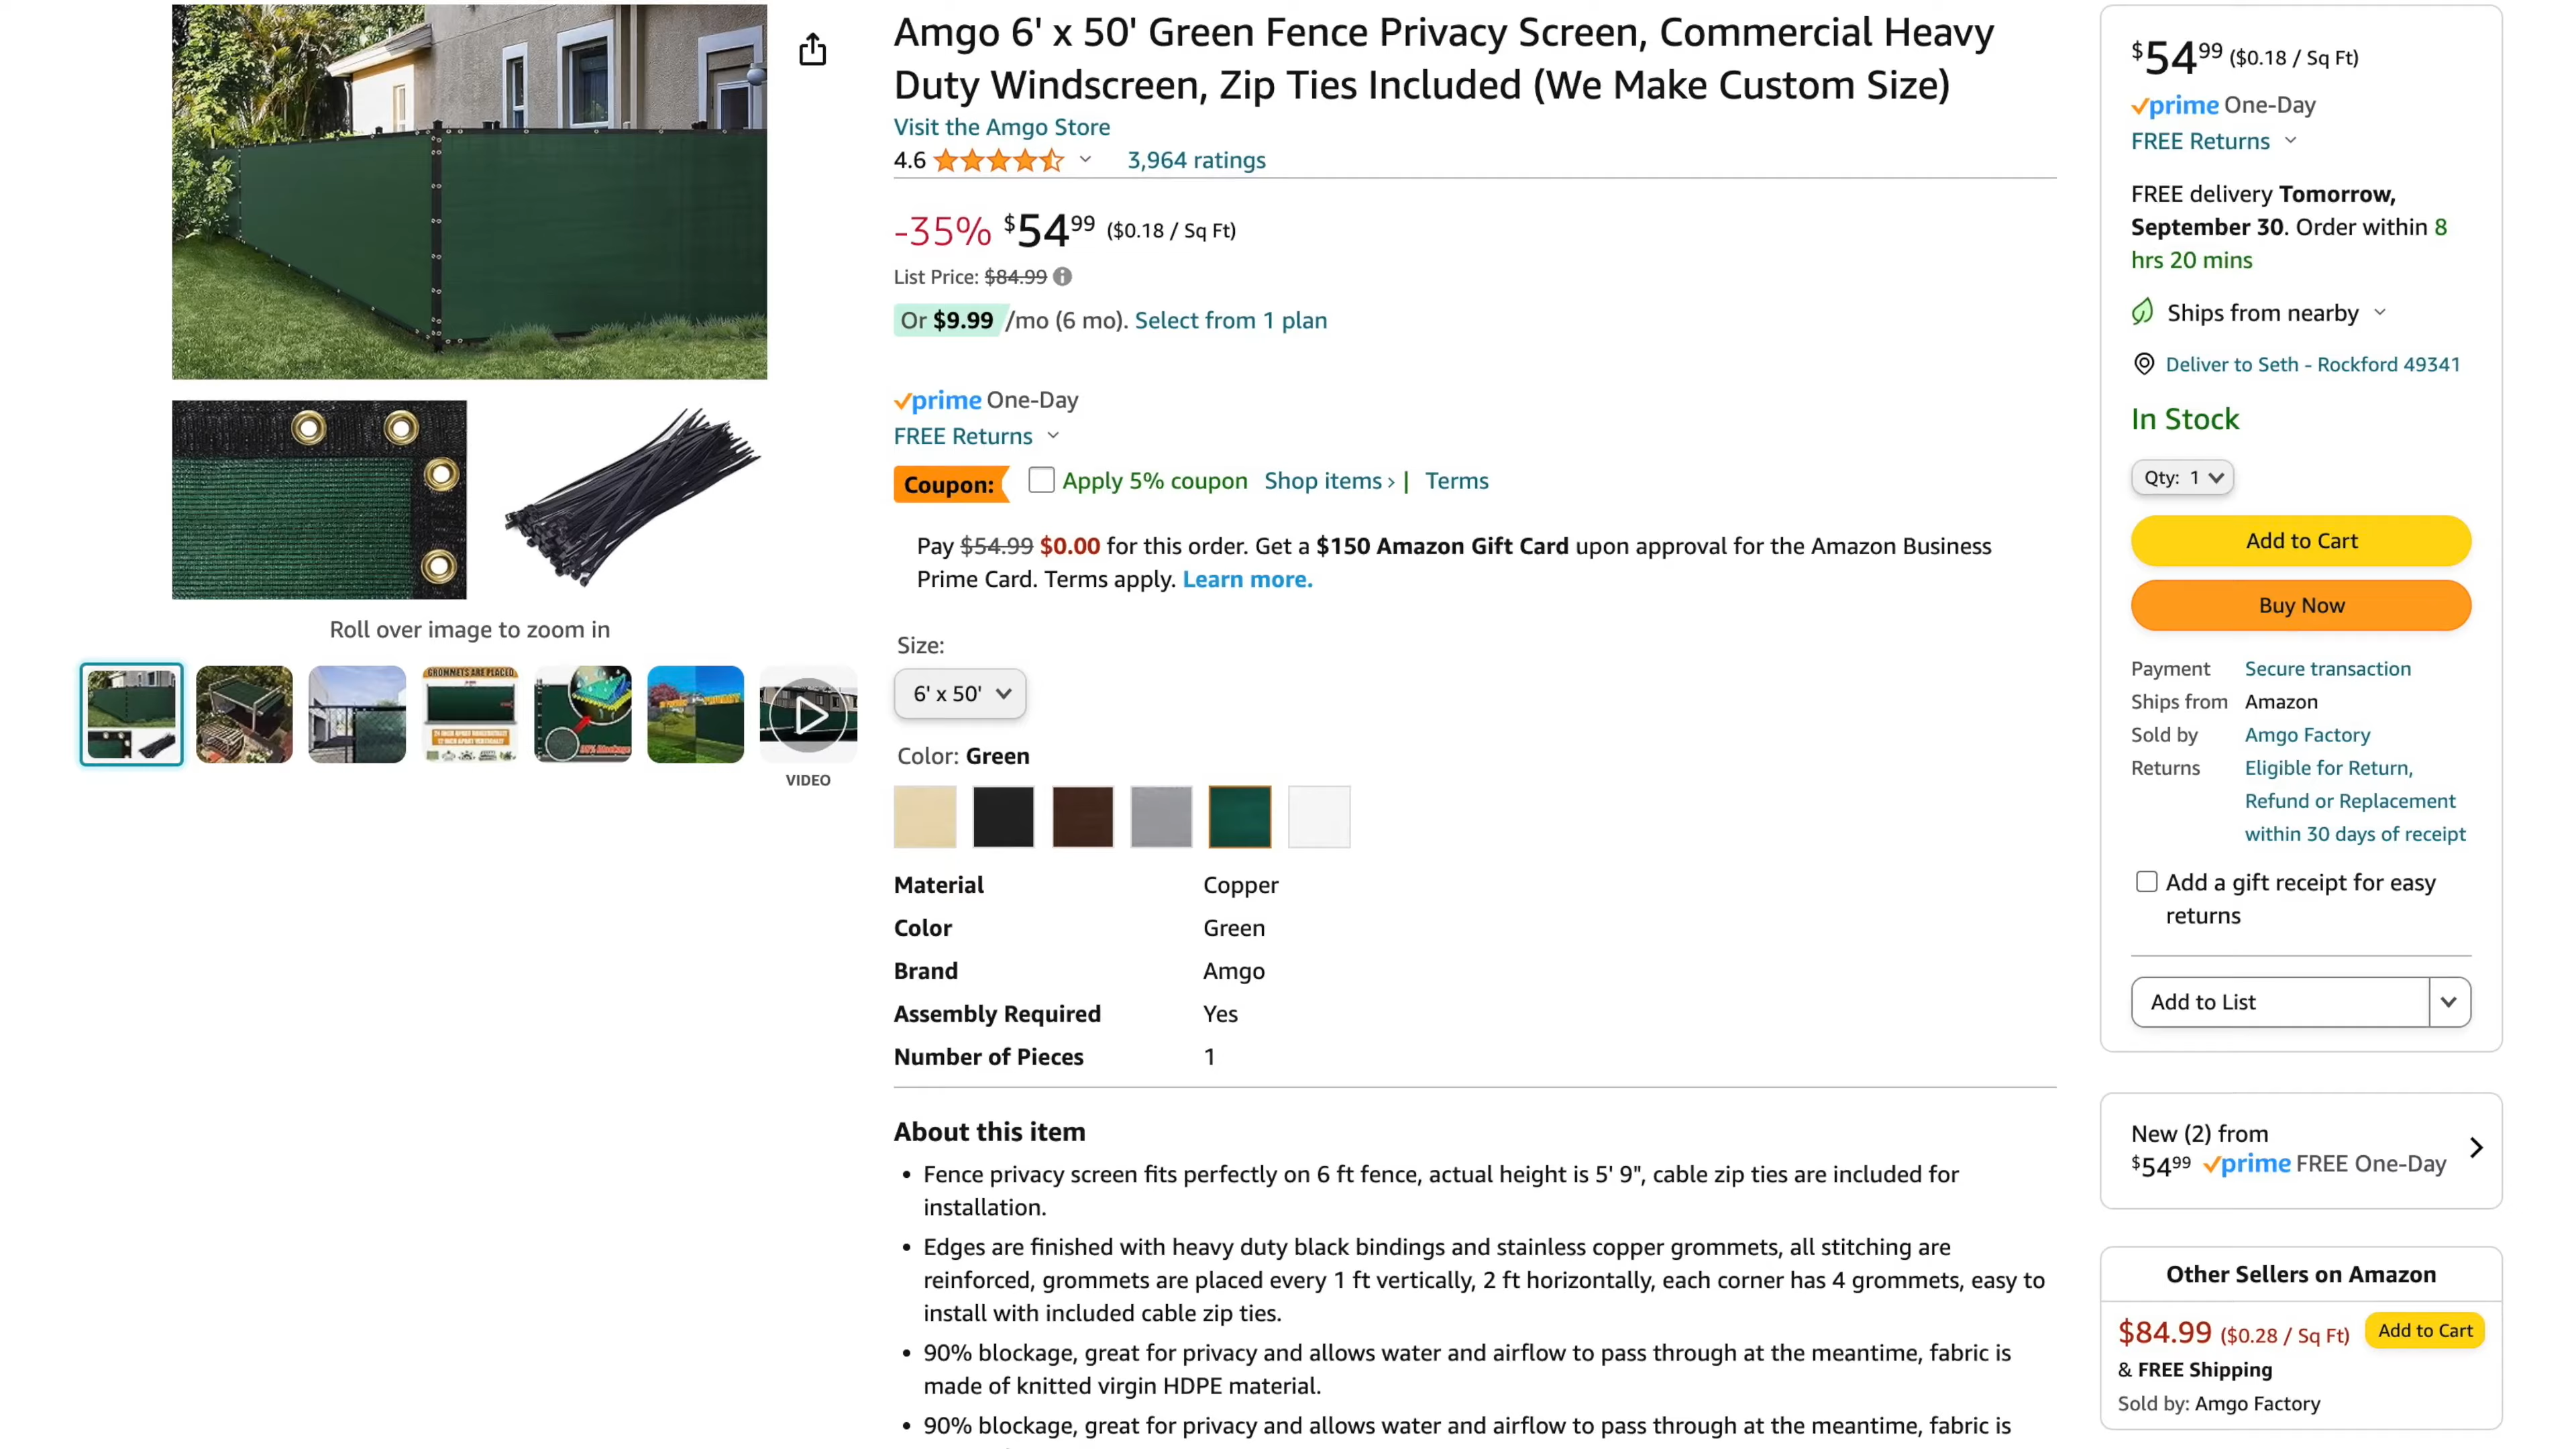 Amgo 6' x 50' Green Fence Privacy Screen, Commercial Heavy
Duty Windscreen, Zip Ties Included (We Make Custom Size)
Visit the Amgo Store
4.6 3,964 ratings
-35% $54.99 ($0.18 / Sq Ft)
List Price: $84.99
Or $9.99 /mo (6 mo). Select from 1 plan
prime One-Day
FREE Returns
Coupon: Apply 5% coupon Shop items › | Terms
Pay $54.99 $0.00 for this order. Get a $150 Amazon Gift Card upon approval for the Amazon Business
Prime Card. Terms apply. Learn more.
Roll over image to zoom in
GROMMETS ARE PLACED
VIDEO
Size:
6' x 50'
Color: Green
Material Copper
Color Green
Brand Amgo
Assembly Required Yes
Number of Pieces 1
About this item
• Fence privacy screen fits perfectly on 6 ft fence, actual height is 5' 9", cable zip ties are included for
installation.
• Edges are finished with heavy duty black bindings and stainless copper grommets, all stitching are
reinforced, grommets are placed every 1 ft vertically, 2 ft horizontally, each corner has 4 grommets, easy to
install with included cable zip ties.
• 90% blockage, great for privacy and allows water and airflow to pass through at the meantime, fabric is
made of knitted virgin HDPE material.
• 90% blockage, great for privacy and allows water and airflow to pass through at the meantime, fabric is
$54.99 ($0.18 / Sq Ft)
prime One-Day
FREE Returns
FREE delivery Tomorrow,
September 30. Order within 8
hrs 20 mins
Ships from nearby
Deliver to Seth - Rockford 49341
In Stock
Qty: 1
Add to Cart
Buy Now
Payment Secure transaction
Ships from Amazon
Sold by Amgo Factory
Returns Eligible for Return,
Refund or Replacement
within 30 days of receipt
Add a gift receipt for easy
returns
Add to List
New (2) from
$54.99 prime FREE One-Day
Other Sellers on Amazon
$84.99 ($0.28 / Sq Ft) Add to Cart
& FREE Shipping
Sold by: Amgo Factory